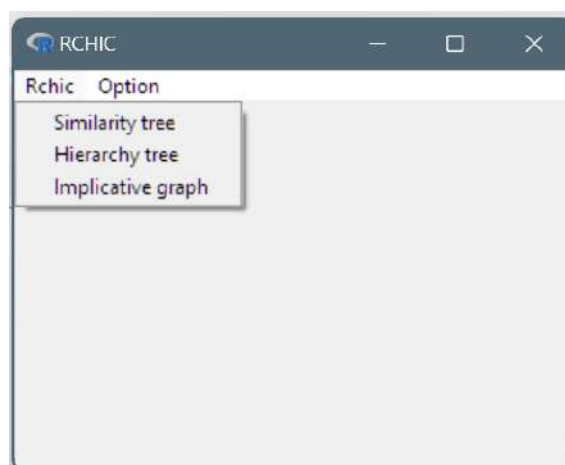 RCHIC
Rchic Option
Similarity tree
Hierarchy tree
Implicative graph